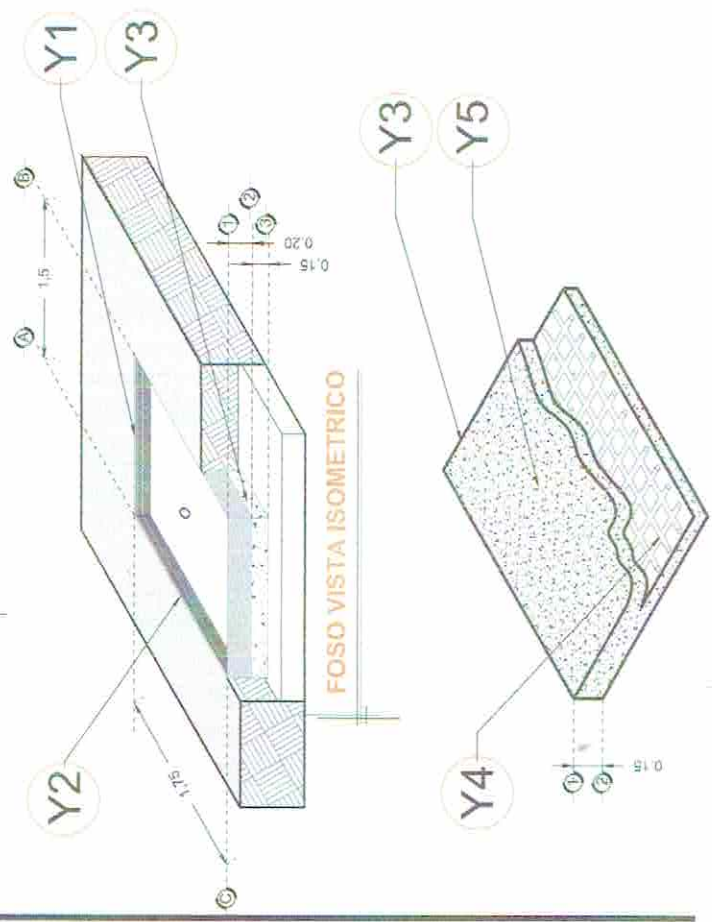 Y1
Y3
Y2
A
B
C
1,5
1,75
1
2
3
0.20
0.15
FOSO VISTA ISOMETRICO
Y3
Y5
Y4
1
2
0.15